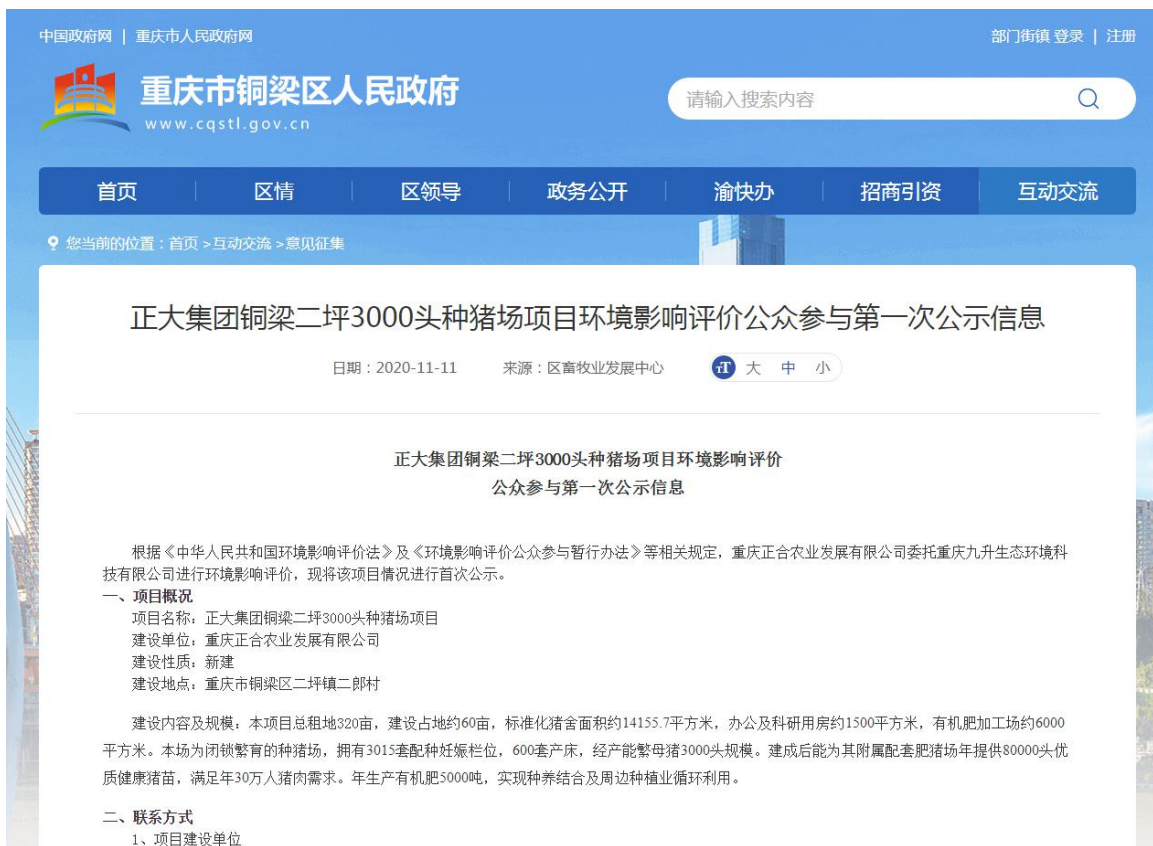 中国政府网 | 重庆市人民政府网
部门街镇 登录 | 注册
重庆市铜梁区人民政府
www.cqstl.gov.cn
请输入搜索内容
首页 区情 区领导 政务公开 渝快办 招商引资 互动交流
您当前的位置：首页 >互动交流 >意见征集
正大集团铜梁二坪3000头种猪场项目环境影响评价公众参与第一次公示信息
日期：2020-11-11 来源：区畜牧业发展中心 TT 大 中 小
正大集团铜梁二坪3000头种猪场项目环境影响评价
公众参与第一次公示信息
根据《中华人民共和国环境影响评价法》及《环境影响评价公众参与暂行办法》等相关规定，重庆正合农业发展有限公司委托重庆九升生态环境科
技有限公司进行环境影响评价，现将该项目情况进行首次公示。
一、项目概况
项目名称：正大集团铜梁二坪3000头种猪场项目
建设单位：重庆正合农业发展有限公司
建设性质：新建
建设地点：重庆市铜梁区二坪镇二郎村
建设内容及规模：本项目总租地320亩，建设占地约60亩，标准化猪舍面积约14155.7平方米，办公及科研用房约1500平方米，有机肥加工场约6000
平方米。本场为闭锁繁育的种猪场，拥有3015套配种妊娠栏位，600套产床，经产能繁母猪3000头规模。建成后能为其附属配套肥猪场年提供80000头优
质健康猪苗，满足年30万人猪肉需求。年生产有机肥5000吨，实现种养结合及周边种植业循环利用。
二、联系方式
1、项目建设单位